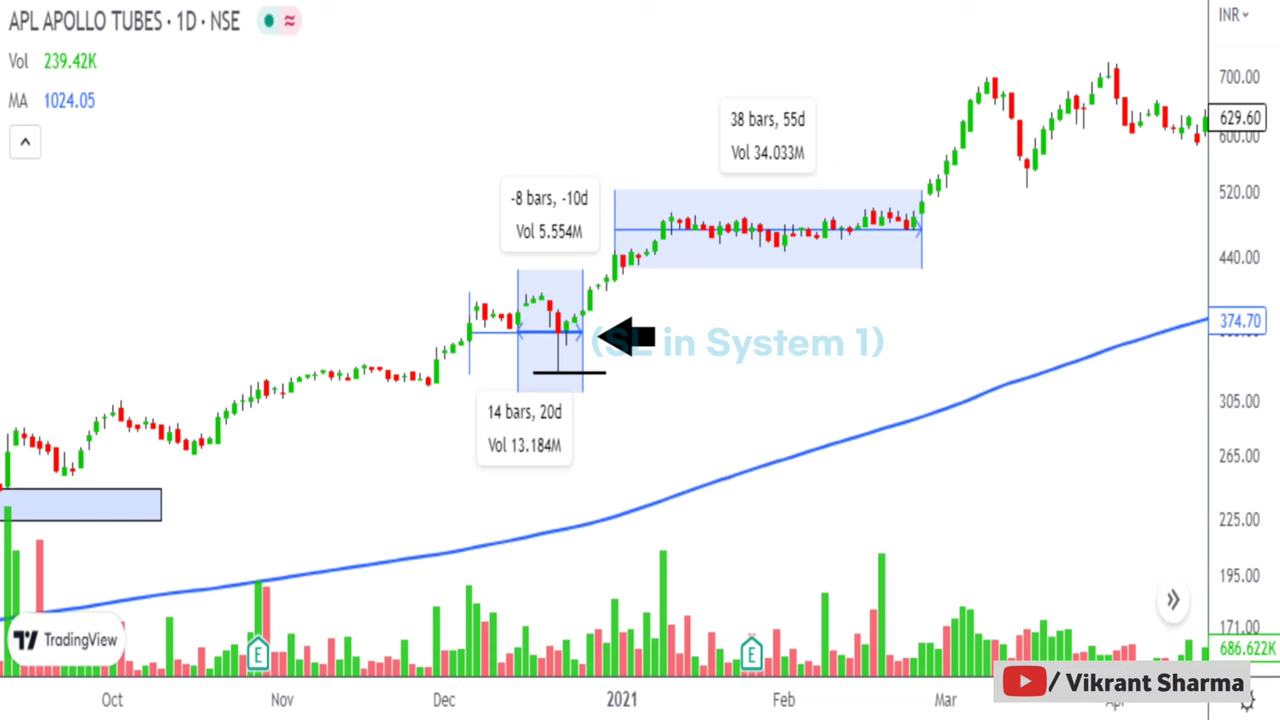 APL APOLLO TUBES · 1D · NSE
INR
Vol 239.42K
MA 1024.05
700.00
629.60
600.00
520.00
440.00
374.70
305.00
265.00
225.00
195.00
171.00
686.622K
38 bars, 55d
Vol 34.033M
-8 bars, -10d
Vol 5.554M
(SL in System 1)
14 bars, 20d
Vol 13.184M
E
E
TradingView
/ Vikrant Sharma
Oct
Nov
Dec
2021
Feb
Mar
Apr